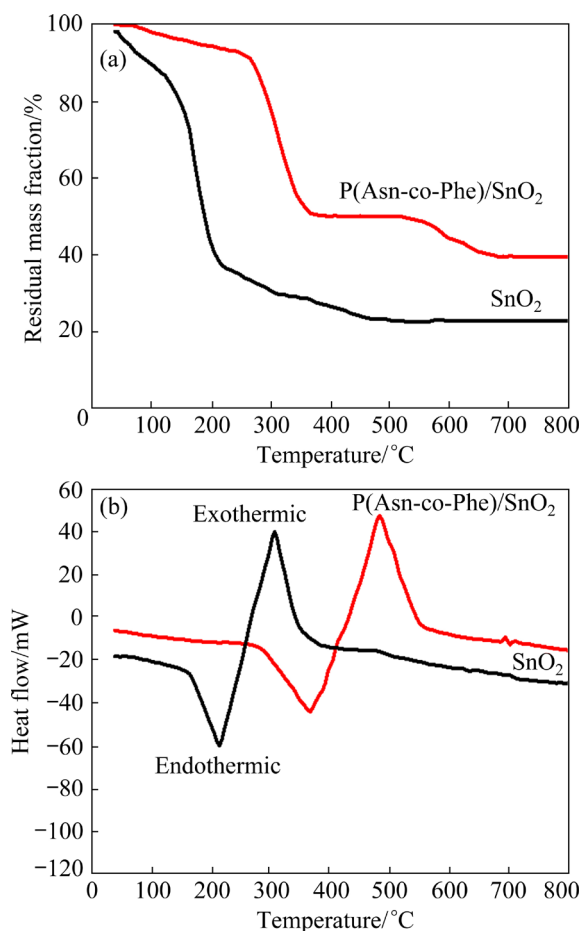 100
(a)
80
60
40
20
0
Residual mass fraction/%
P(Asn-co-Phe)/SnO₂
SnO₂
100 200 300 400 500 600 700 800
Temperature/°C
60
(b)
40
20
0
−20
−40
−60
−80
−100
−120
Heat flow/mW
P(Asn-co-Phe)/SnO₂
Exothermic
SnO₂
Endothermic
0 100 200 300 400 500 600 700 800
Temperature/°C